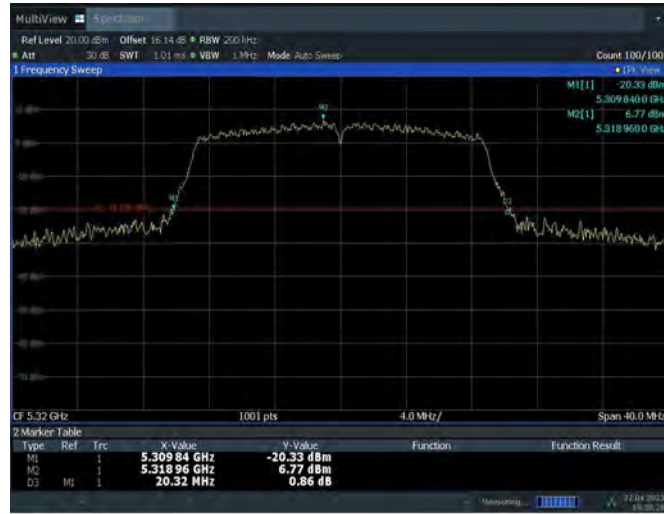 MultiView Spectrum
Ref Level 20.00 dBm Offset 16.14 dB RBW 200 kHz
Att 30 dB SWT 1.01 ms VBW 1 MHz Mode Auto Sweep Count 100/100
1 Frequency Sweep 1Pk View
M1[1] -20.33 dBm
5.309 840 0 GHz
M2[1] 6.77 dBm
5.318 960 0 GHz
M2
M1
D3
CF 5.32 GHz 1001 pts 4.0 MHz/ Span 40.0 MHz
2 Marker Table
Type Ref Trc X-Value Y-Value Function Function Result
M1 1 5.309 84 GHz -20.33 dBm
M2 1 5.318 96 GHz 6.77 dBm
D3 M1 1 20.32 MHz 0.86 dB
Measuring...